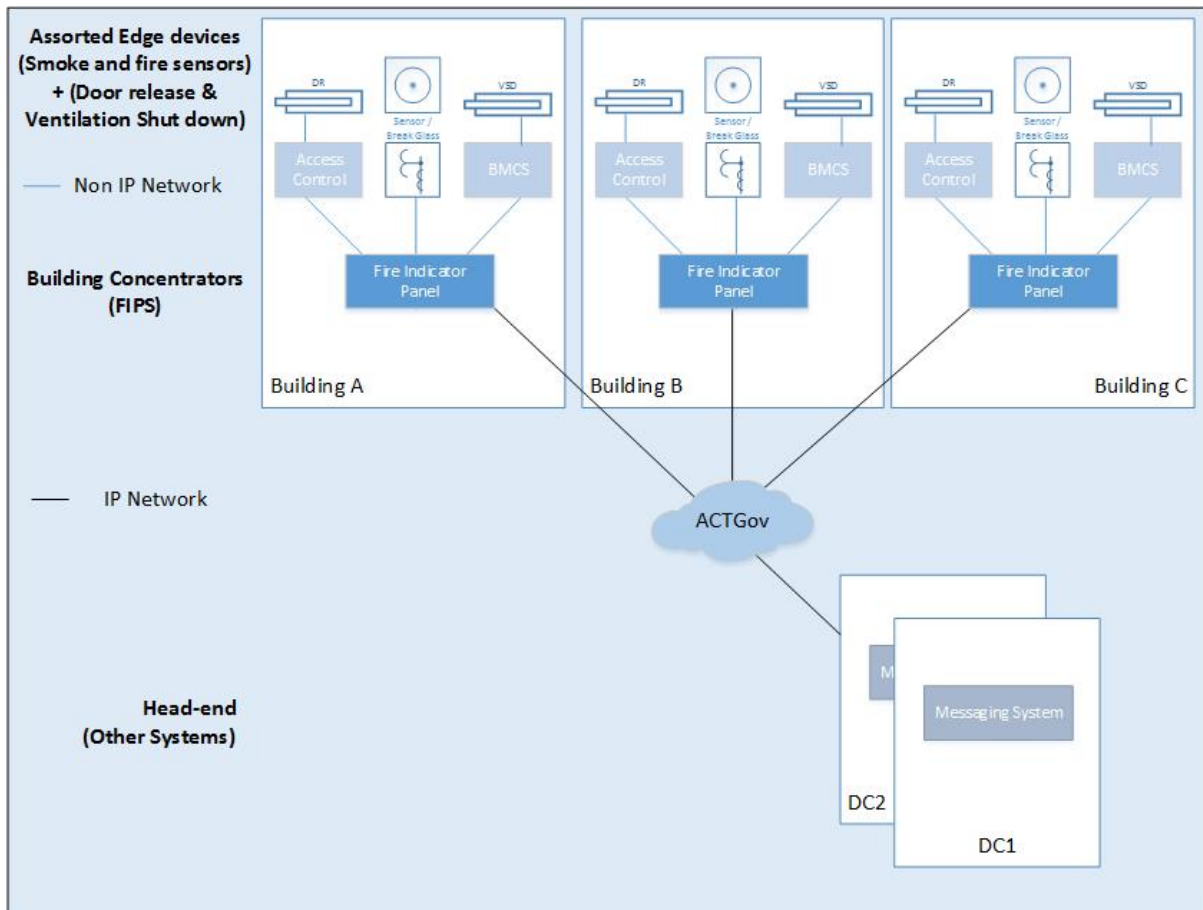 Assorted Edge devices
(Smoke and fire sensors)
+ (Door release &
Ventilation Shut down)
Non IP Network
Building Concentrators
(FIPS)
IP Network
Head-end
(Other Systems)
DR
VSD
Sensor /
Break Glass
Access
Control
BMCS
Fire Indicator
Panel
Building A
DR
VSD
Sensor /
Break Glass
Access
Control
BMCS
Fire Indicator
Panel
Building B
DR
VSD
Sensor /
Break Glass
Access
Control
BMCS
Fire Indicator
Panel
Building C
ACTGov
M
DC2
Messaging System
DC1